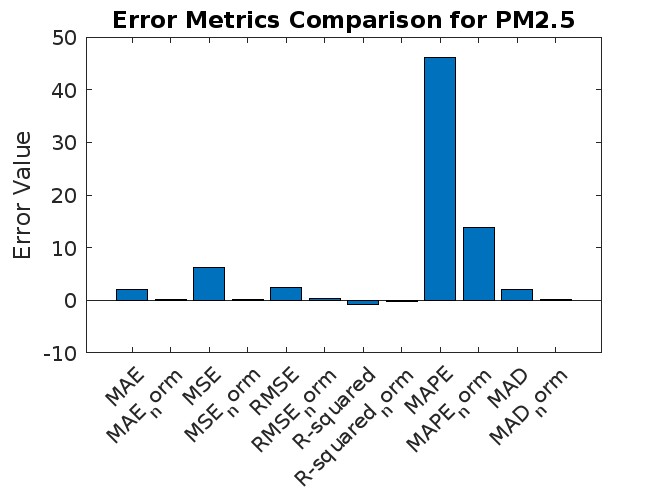 Error Metrics Comparison for PM2.5
Error Value
50
40
30
20
10
0
-10
MAE
MAE_norm
MSE
MSE_norm
RMSE
RMSE_norm
R-squared
R-squared_norm
MAPE
MAPE_norm
MAD
MAD_norm